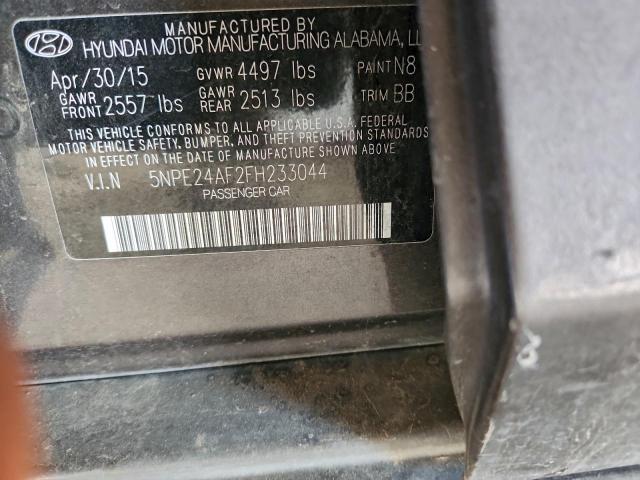 MANUFACTURED BY
HYUNDAI MOTOR MANUFACTURING ALABAMA,
Apr/30/15 GVWR 4497 lbs PAINT N8
GAWR FRONT 2557 lbs GAWR REAR 2513 lbs TRIM BB
THIS VEHICLE CONFORMS TO ALL APPLICABLE U.S.A. FEDERAL
MOTOR VEHICLE SAFETY, BUMPER, AND THEFT PREVENTION STANDARDS
IN EFFECT ON THE DATE OF MANUFACTURE SHOWN ABOVE.
V.I.N 5NPE24AF2FH233044
PASSENGER CAR